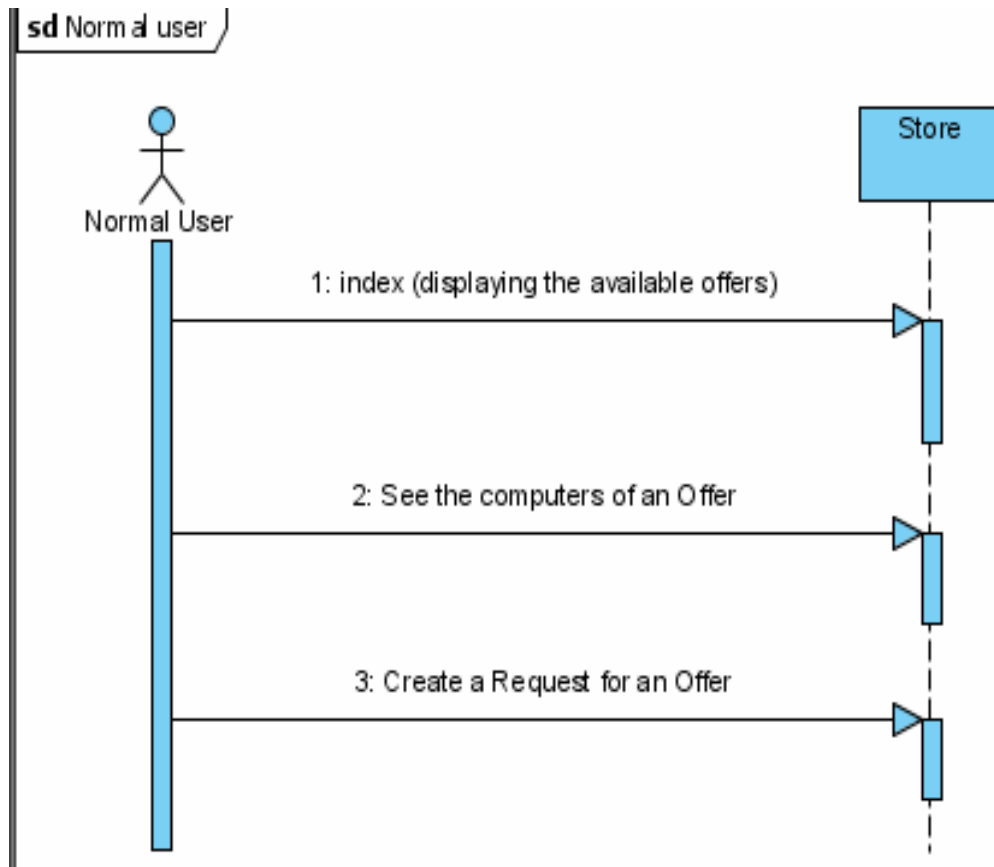 sd Normal user
Store
Normal User
1: index (displaying the available offers)
2: See the computers of an Offer
3: Create a Request for an Offer